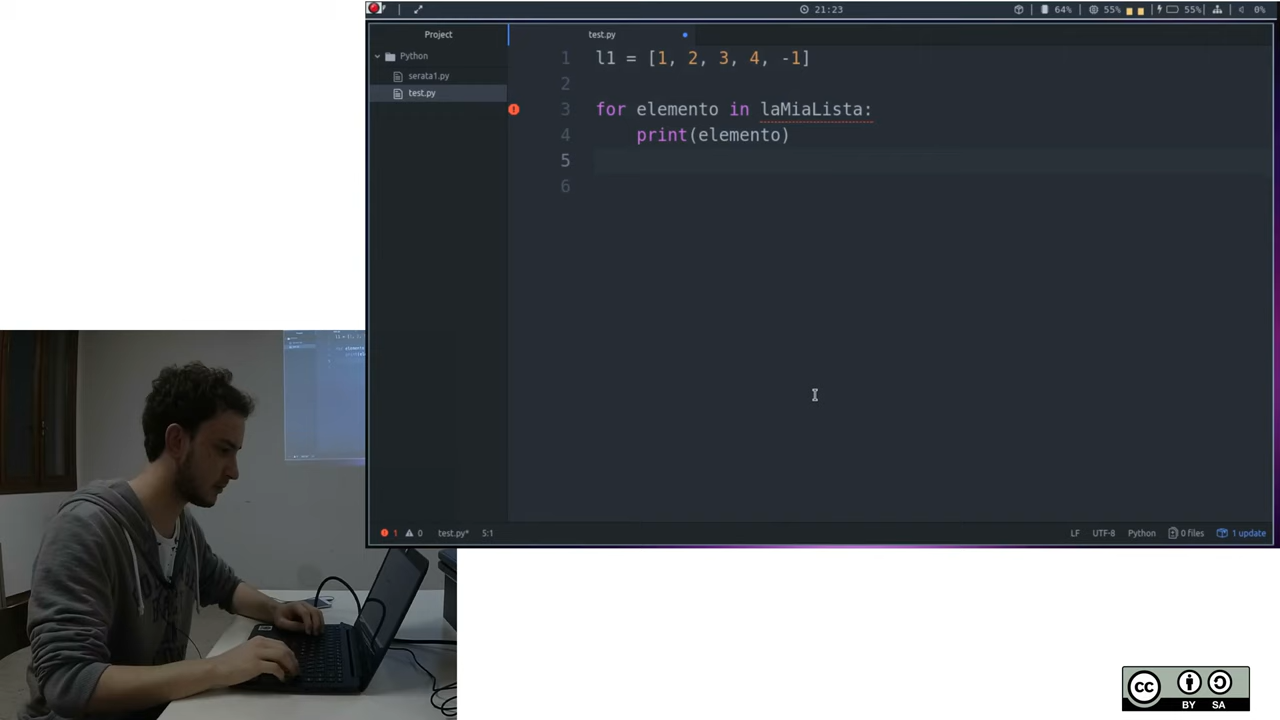 21:23
64%
55%
55%
0%
Project
test.py
Python
serata1.py
test.py
1 l1 = [1, 2, 3, 4, -1]
2
3 for elemento in laMiaLista:
4 print(elemento)
5
6
1
0
test.py*
5:1
LF
UTF-8
Python
0 files
1 update
cc
BY SA